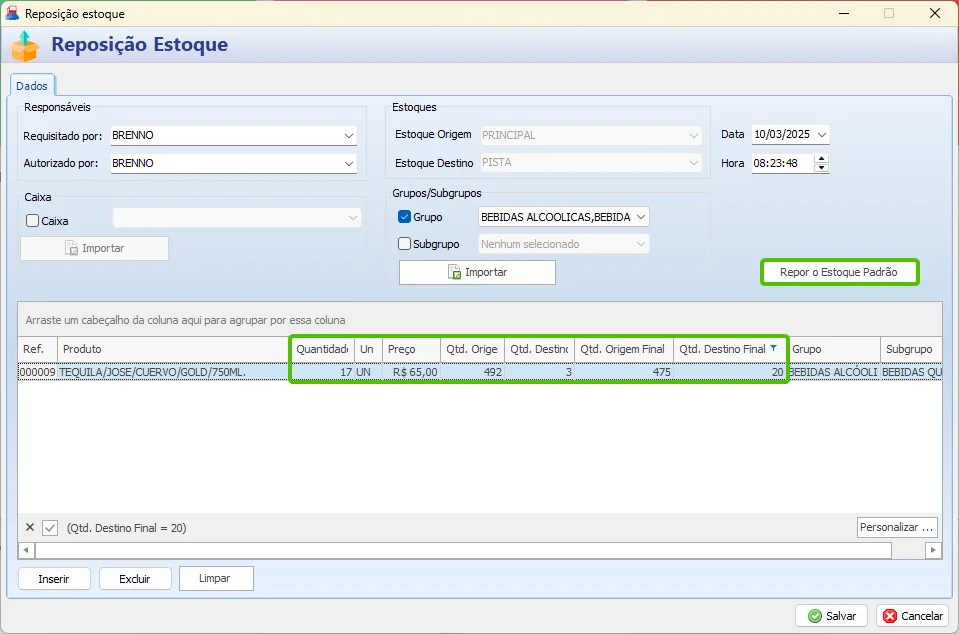 Reposição estoque
Reposição Estoque
Dados
Responsáveis
Requisitado por: BRENNO
Autorizado por: BRENNO
Caixa
Caixa
Importar
Estoques
Estoque Origem PRINCIPAL
Estoque Destino PISTA
Grupos/Subgrupos
Grupo BEBIDAS ALCOOLICAS,BEBIDA
Subgrupo Nenhum selecionado
Importar
Data 10/03/2025
Hora 08:23:48
Repor o Estoque Padrão
Arraste um cabeçalho da coluna aqui para agrupar por essa coluna
Ref. Produto Quantidade Un Preço Qtd. Orige Qtd. Destino Qtd. Origem Final Qtd. Destino Final Grupo Subgrupo
000009 TEQUILA/JOSE/CUERVO/GOLD/750ML. 17 UN R$ 65,00 492 3 475 20 BEBIDAS ALCÓOLI BEBIDAS QU
(Qtd. Destino Final = 20)
Personalizar ...
Inserir Excluir Limpar
Salvar Cancelar